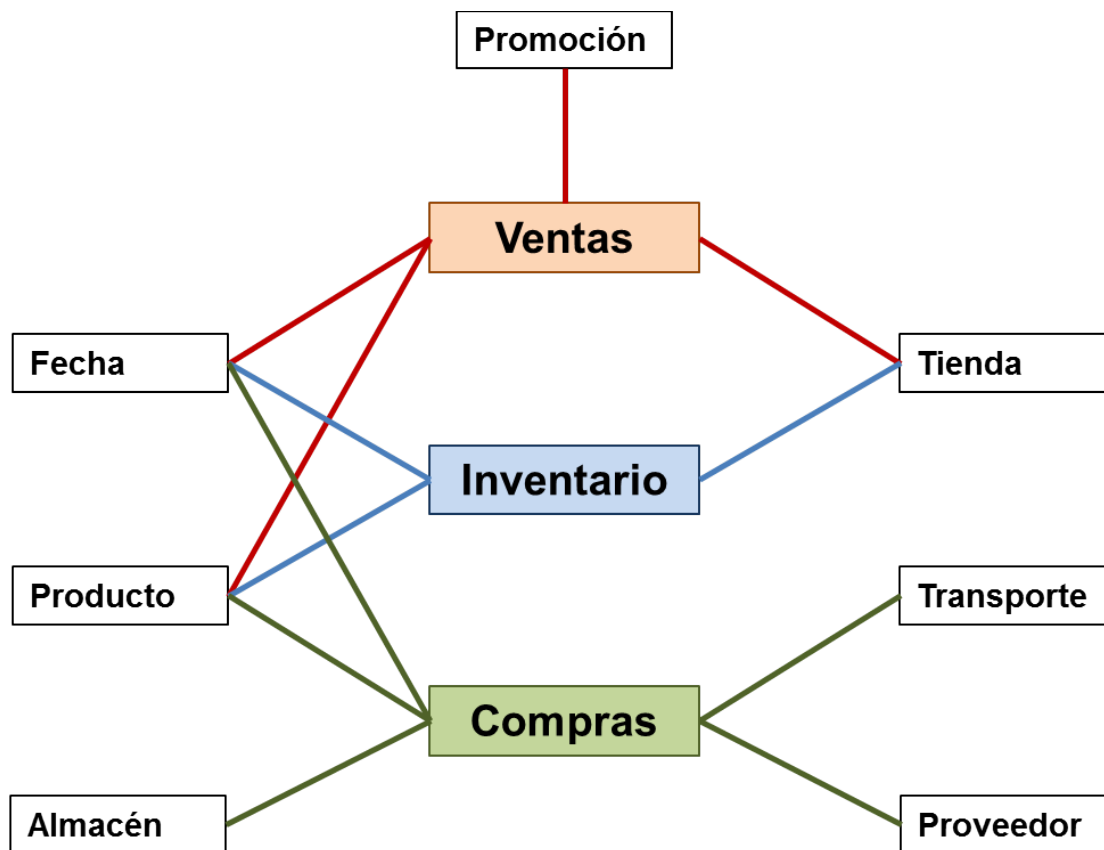 Promoción
Ventas
Fecha
Tienda
Inventario
Producto
Transporte
Compras
Almacén
Proveedor